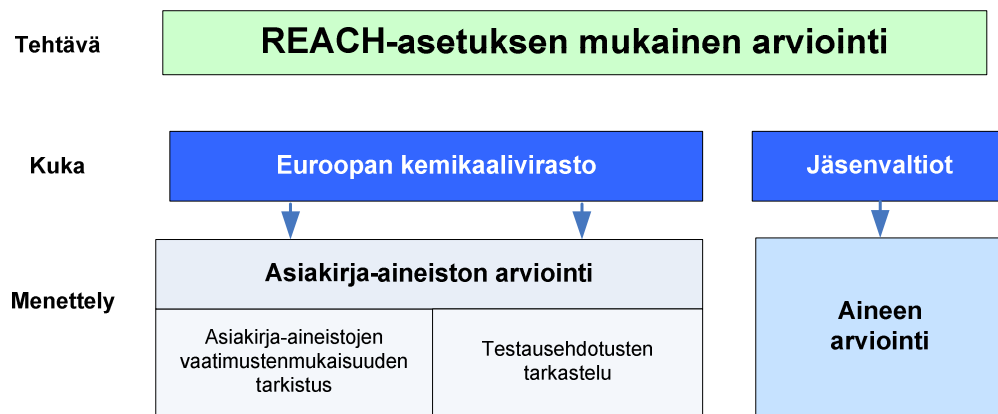 Tehtävä
REACH-asetuksen mukainen arviointi
Kuka
Euroopan kemikaalivirasto
Jäsenvaltiot
Menettely
Asiakirja-aineiston arviointi
Asiakirja-aineistojen
vaatimustenmukaisuuden
tarkistus
Testausehdotusten
tarkastelu
Aineen
arviointi